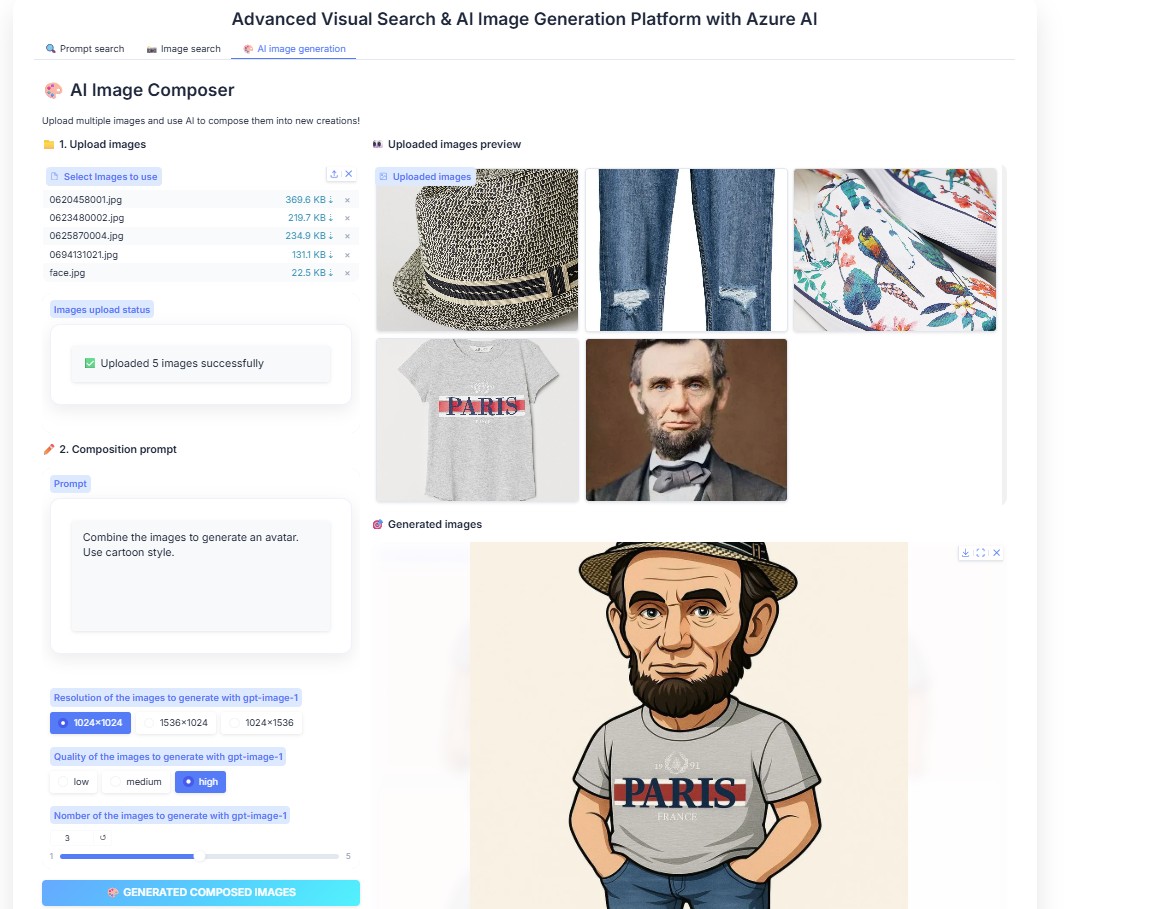 Advanced Visual Search & AI Image Generation Platform with Azure AI
Prompt search
Image search
AI image generation
AI Image Composer
Upload multiple images and use AI to compose them into new creations!
1. Upload images
Select Images to use
0620458001.jpg 369.6 KB ⇣ ×
0623480002.jpg 219.7 KB ⇣ ×
0625870004.jpg 234.9 KB ⇣ ×
0694131021.jpg 131.1 KB ⇣ ×
face.jpg 22.5 KB ⇣ ×
Images upload status
Uploaded 5 images successfully
2. Composition prompt
Prompt
Combine the images to generate an avatar.
Use cartoon style.
Resolution of the images to generate with gpt-image-1
1024×1024 1536×1024 1024×1536
Quality of the images to generate with gpt-image-1
low medium high
Number of the images to generate with gpt-image-1
3
1 5
GENERATED COMPOSED IMAGES
Uploaded images preview
Uploaded images
PARIS
Generated images
19 91
PARIS
FRANCE